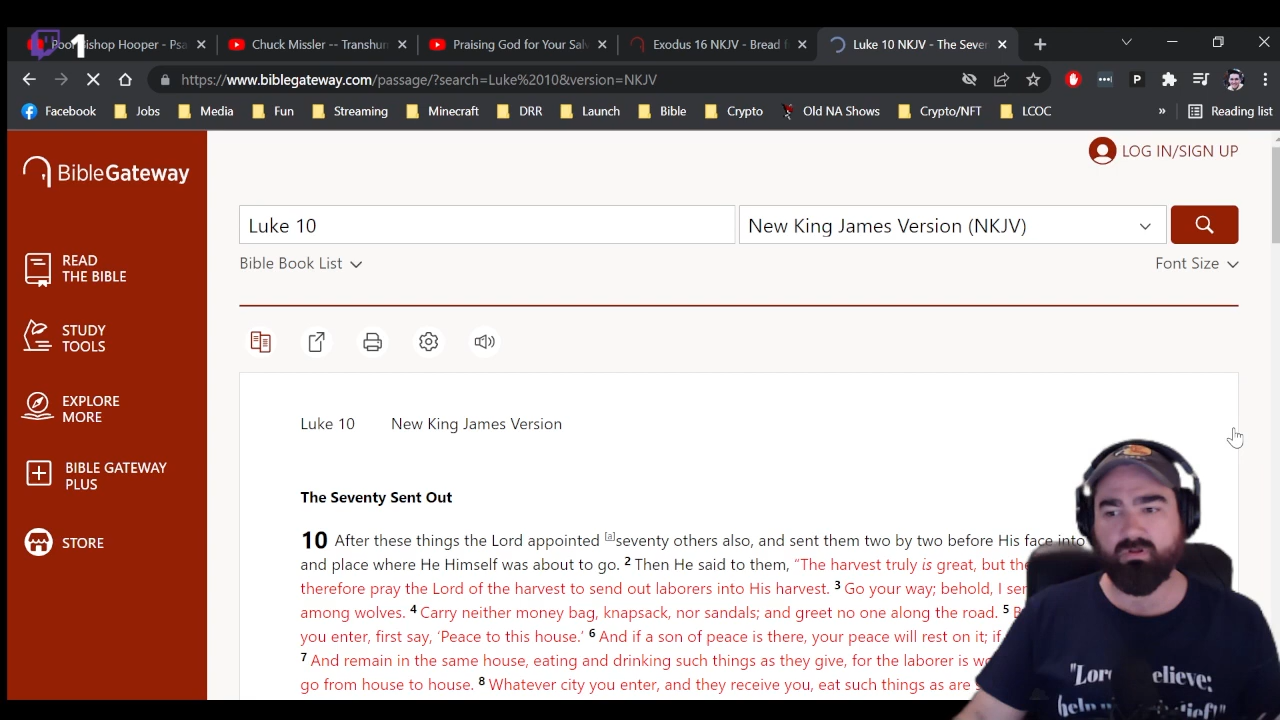 1
Poor Bishop Hooper - Psa
Chuck Missler -- Transhur
Praising God for Your Sal
Exodus 16 NKJV - Bread f
Luke 10 NKJV - The Seven
https://www.biblegateway.com/passage/?search=Luke%2010&version=NKJV
P
Facebook Jobs Media Fun Streaming Minecraft DRR Launch Bible Crypto Old NA Shows Crypto/NFT LCOC » Reading list
BibleGateway
LOG IN/SIGN UP
Luke 10
New King James Version (NKJV)
Bible Book List
Font Size
READ
THE BIBLE
STUDY
TOOLS
EXPLORE
MORE
BIBLE GATEWAY
PLUS
STORE
Luke 10 New King James Version
The Seventy Sent Out
10 After these things the Lord appointed [a]seventy others also, and sent them two by two before His face into
and place where He Himself was about to go. 2 Then He said to them, “The harvest truly is great, but the
therefore pray the Lord of the harvest to send out laborers into His harvest. 3 Go your way; behold, I
among wolves. 4 Carry neither money bag, knapsack, nor sandals; and greet no one along the road. 5
you enter, first say, ‘Peace to this house.’ 6 And if a son of peace is there, your peace will rest on it; if
7 And remain in the same house, eating and drinking such things as they give, for the laborer is
go from house to house. 8 Whatever city you enter, and they receive you, eat such things as are
"Lor elieve;
help